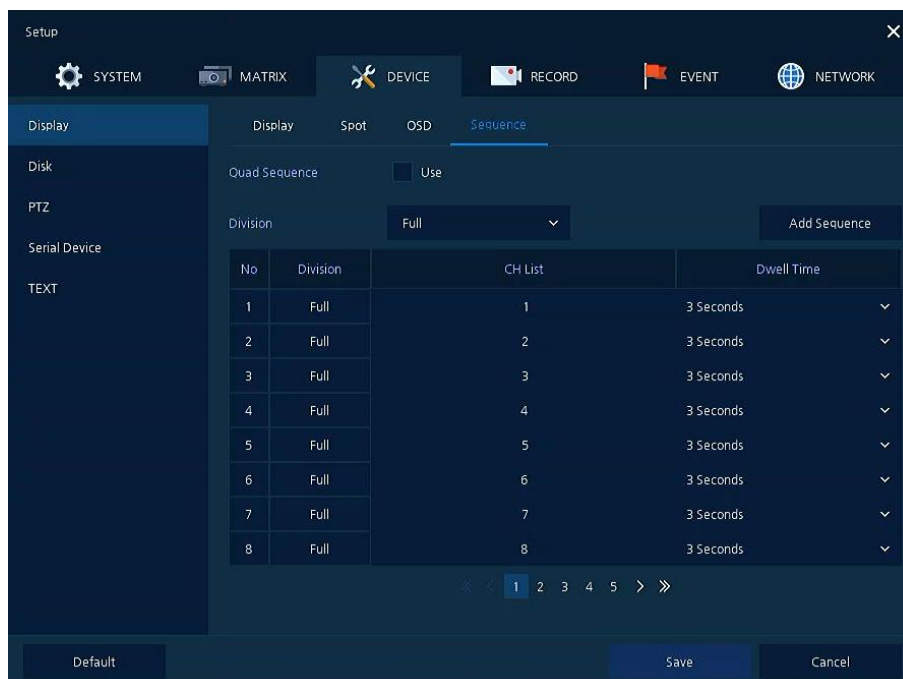 Setup
SYSTEM MATRIX DEVICE RECORD EVENT NETWORK
Display Display Spot OSD Sequence
Disk Quad Sequence Use
PTZ
Division Full Add Sequence
Serial Device
No Division CH List Dwell Time
TEXT
1 Full 1 3 Seconds
2 Full 2 3 Seconds
3 Full 3 3 Seconds
4 Full 4 3 Seconds
5 Full 5 3 Seconds
6 Full 6 3 Seconds
7 Full 7 3 Seconds
8 Full 8 3 Seconds
« < 1 2 3 4 5 > »
Default Save Cancel